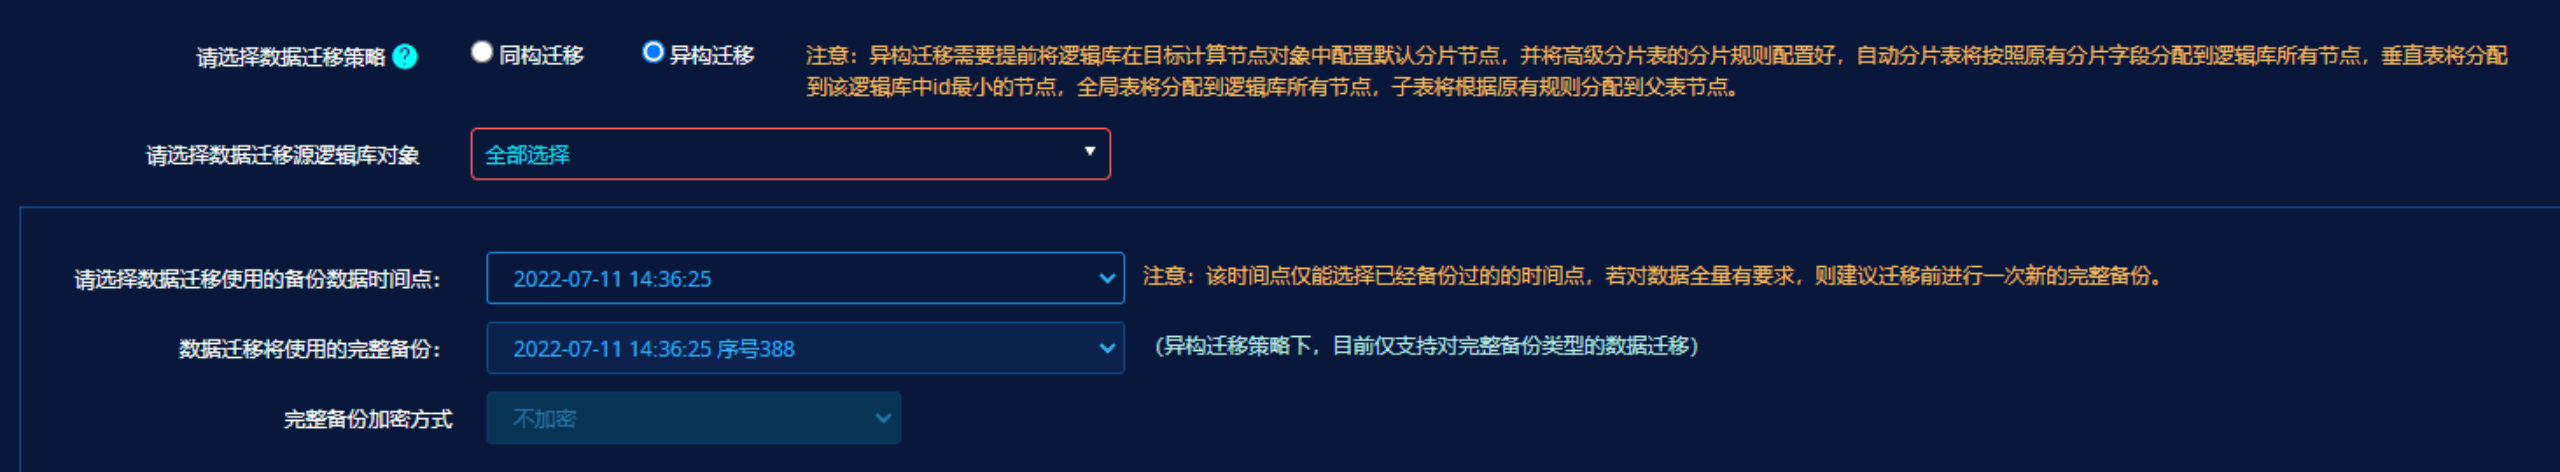 请选择数据迁移策略 ? 同构迁移 异构迁移 注意：异构迁移需要提前将逻辑库在目标计算节点对象中配置默认分片节点，并将高级分片表的分片规则配置好，自动分片表将按照原有分片字段分配到逻辑库所有节点，垂直表将分配
到该逻辑库中id最小的节点，全局表将分配到逻辑库所有节点，子表将根据原有规则分配到父表节点。
请选择数据迁移源逻辑库对象 全部选择
请选择数据迁移使用的备份数据时间点： 2022-07-11 14:36:25 注意：该时间点仅能选择已经备份过的的时间点，若对数据全量有要求，则建议迁移前进行一次新的完整备份。
数据迁移将使用的完整备份： 2022-07-11 14:36:25 序号388 (异构迁移策略下，目前仅支持对完整备份类型的数据迁移)
完整备份加密方式 不加密